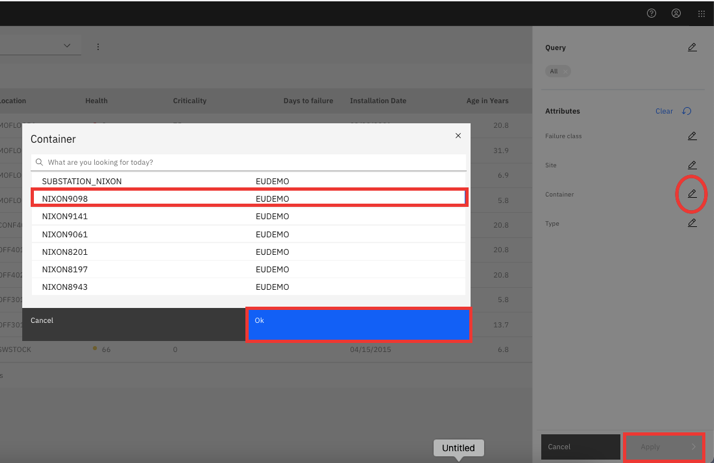 Query
All
Location Health Criticality Days to failure Installation Date Age in Years
Attributes Clear
MOFLO 20.8
Failure class
Container
What are you looking for today?
31.9
Site
SUBSTATION_NIXON EUDEMO
6.9
NIXON9098 EUDEMO
Container
5.8
NIXON9141 EUDEMO
Type
20.8
NIXON9061 EUDEMO
20.8
NIXON8201 EUDEMO
NIXON8197 EUDEMO
20.8
NIXON8943 EUDEMO
5.8
Cancel Ok
13.7
SWSTOCK 66 0 04/15/2015 6.8
Cancel Apply
Untitled